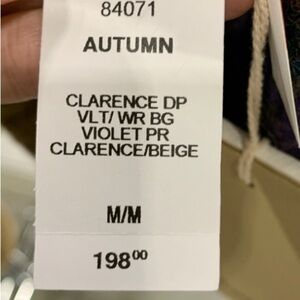 84071
AUTUMN
CLARENCE DP
VLT/ WR BG
VIOLET PR
CLARENCE/BEIGE
M/M
198⁰⁰